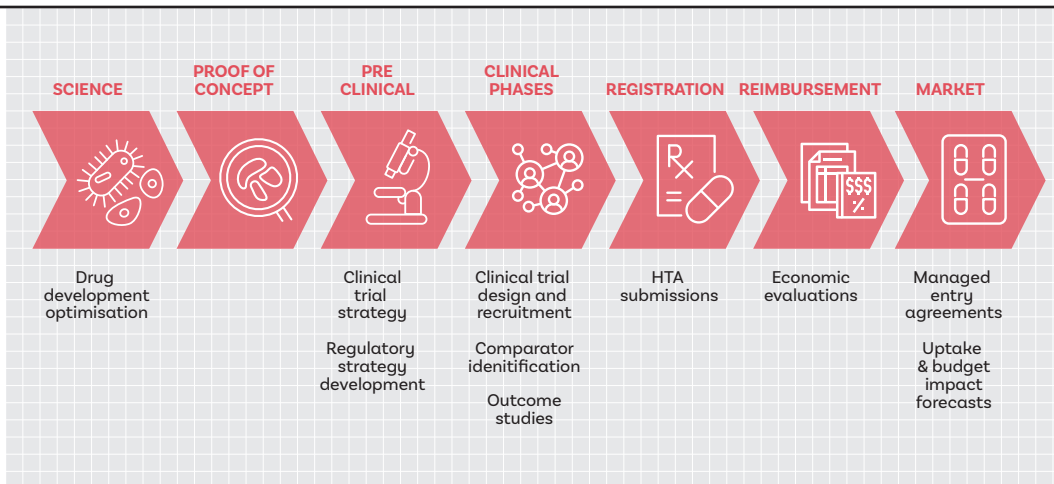 SCIENCE
PROOF OF
CONCEPT
PRE
CLINICAL
CLINICAL
PHASES
REGISTRATION
REIMBURSEMENT
MARKET
R
x
$$$
%
Drug
development
optimisation
Clinical
trial
strategy
Regulatory
strategy
development
Clinical trial
design and
recruitment
Comparator
idenitification
Outcome
studies
HTA
submissions
Economic
evaluations
Managed
entry
agreements
Uptake
& budget
impact
forecasts